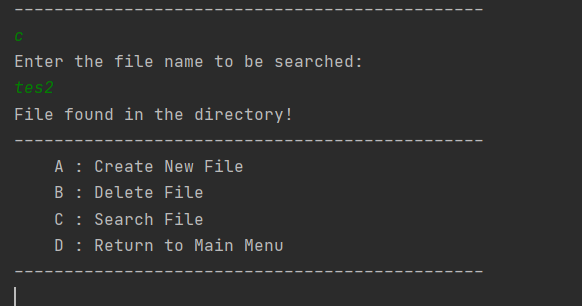 -----------------------------------------------
c
Enter the file name to be searched:
tes2
File found in the directory!
-----------------------------------------------
    A : Create New File
    B : Delete File
    C : Search File
    D : Return to Main Menu
-----------------------------------------------